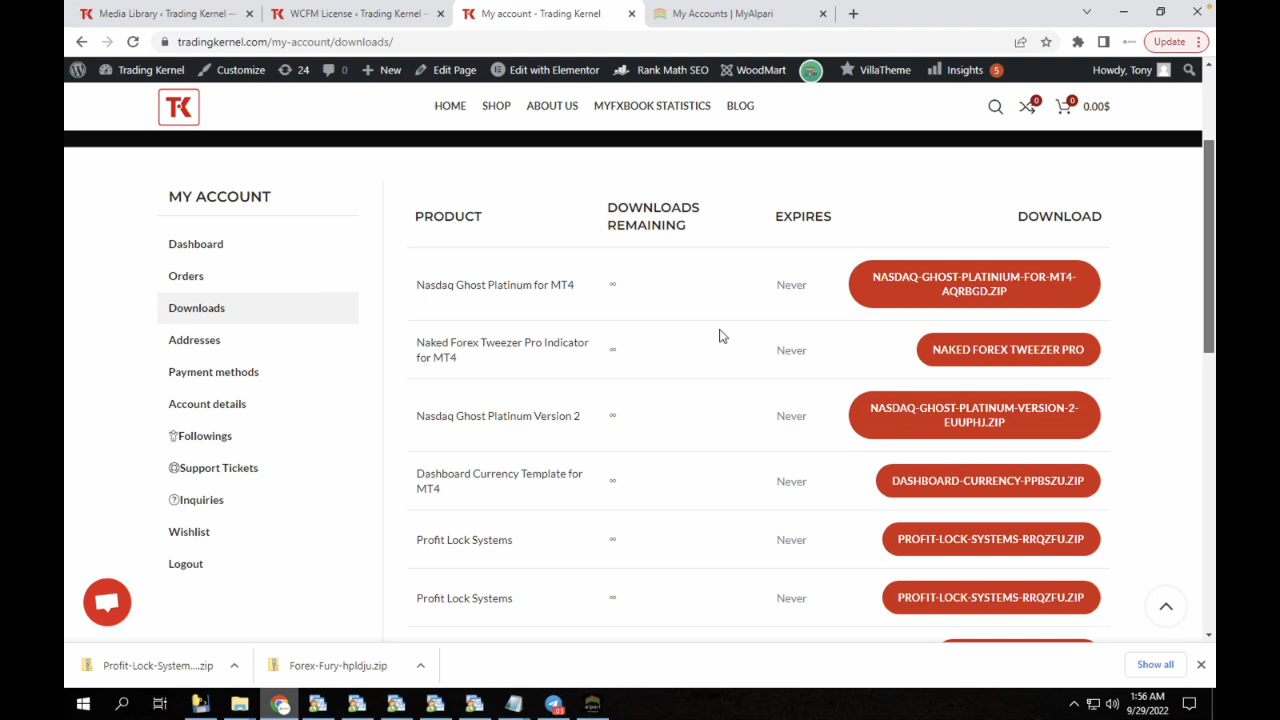 Media Library ‹ Trading Kernel —
WCFM License ‹ Trading Kernel —
My account - Trading Kernel
My Accounts | MyAlpari
tradingkernel.com/my-account/downloads/
Update
Trading Kernel
Customize
24
0
New
Edit Page
Edit with Elementor
Rank Math SEO
WoodMart
VillaTheme
Insights
5
Howdy, Tony
TK
HOME
SHOP
ABOUT US
MYFXBOOK STATISTICS
BLOG
0
0
0.00$
MY ACCOUNT
Dashboard
Orders
Downloads
Addresses
Payment methods
Account details
Followings
Support Tickets
Inquiries
Wishlist
Logout
PRODUCT
DOWNLOADS
REMAINING
EXPIRES
DOWNLOAD
Nasdaq Ghost Platinum for MT4
∞
Never
NASDAQ-GHOST-PLATINIUM-FOR-MT4-
AQRBGD.ZIP
Naked Forex Tweezer Pro Indicator
for MT4
∞
Never
NAKED FOREX TWEEZER PRO
Nasdaq Ghost Platinum Version 2
∞
Never
NASDAQ-GHOST-PLATINUM-VERSION-2-
EUUPHJ.ZIP
Dashboard Currency Template for
MT4
∞
Never
DASHBOARD-CURRENCY-PPBSZU.ZIP
Profit Lock Systems
∞
Never
PROFIT-LOCK-SYSTEMS-RRQZFU.ZIP
Profit Lock Systems
∞
Never
PROFIT-LOCK-SYSTEMS-RRQZFU.ZIP
Profit-Lock-System....zip
Forex-Fury-hpldju.zip
Show all
1:56 AM
9/29/2022